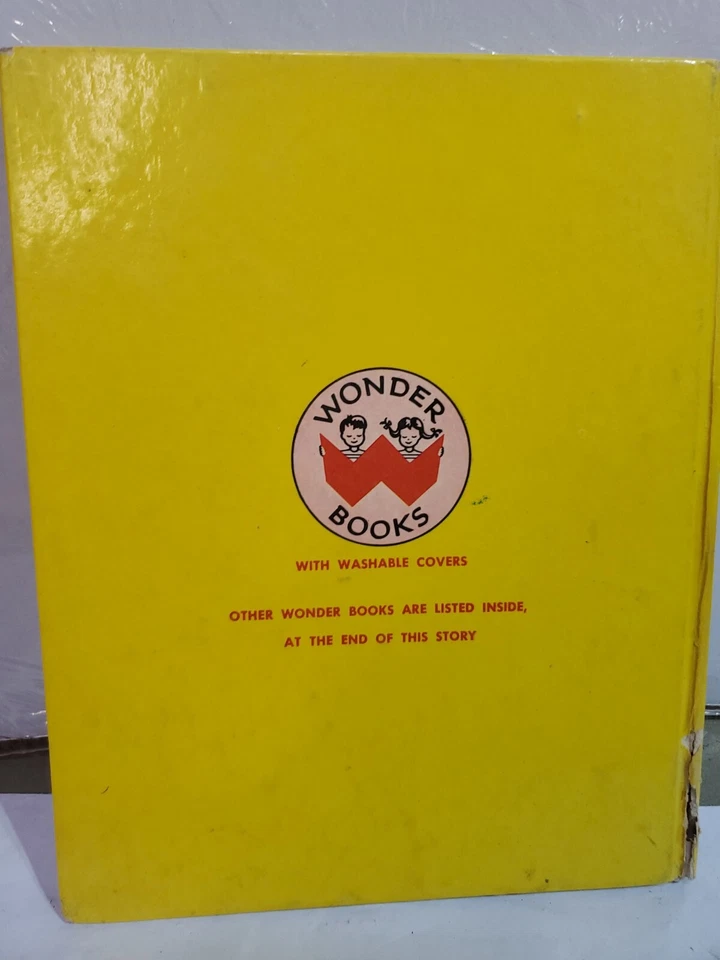 WONDER
BOOKS
WITH WASHABLE COVERS
OTHER WONDER BOOKS ARE LISTED INSIDE,
AT THE END OF THIS STORY